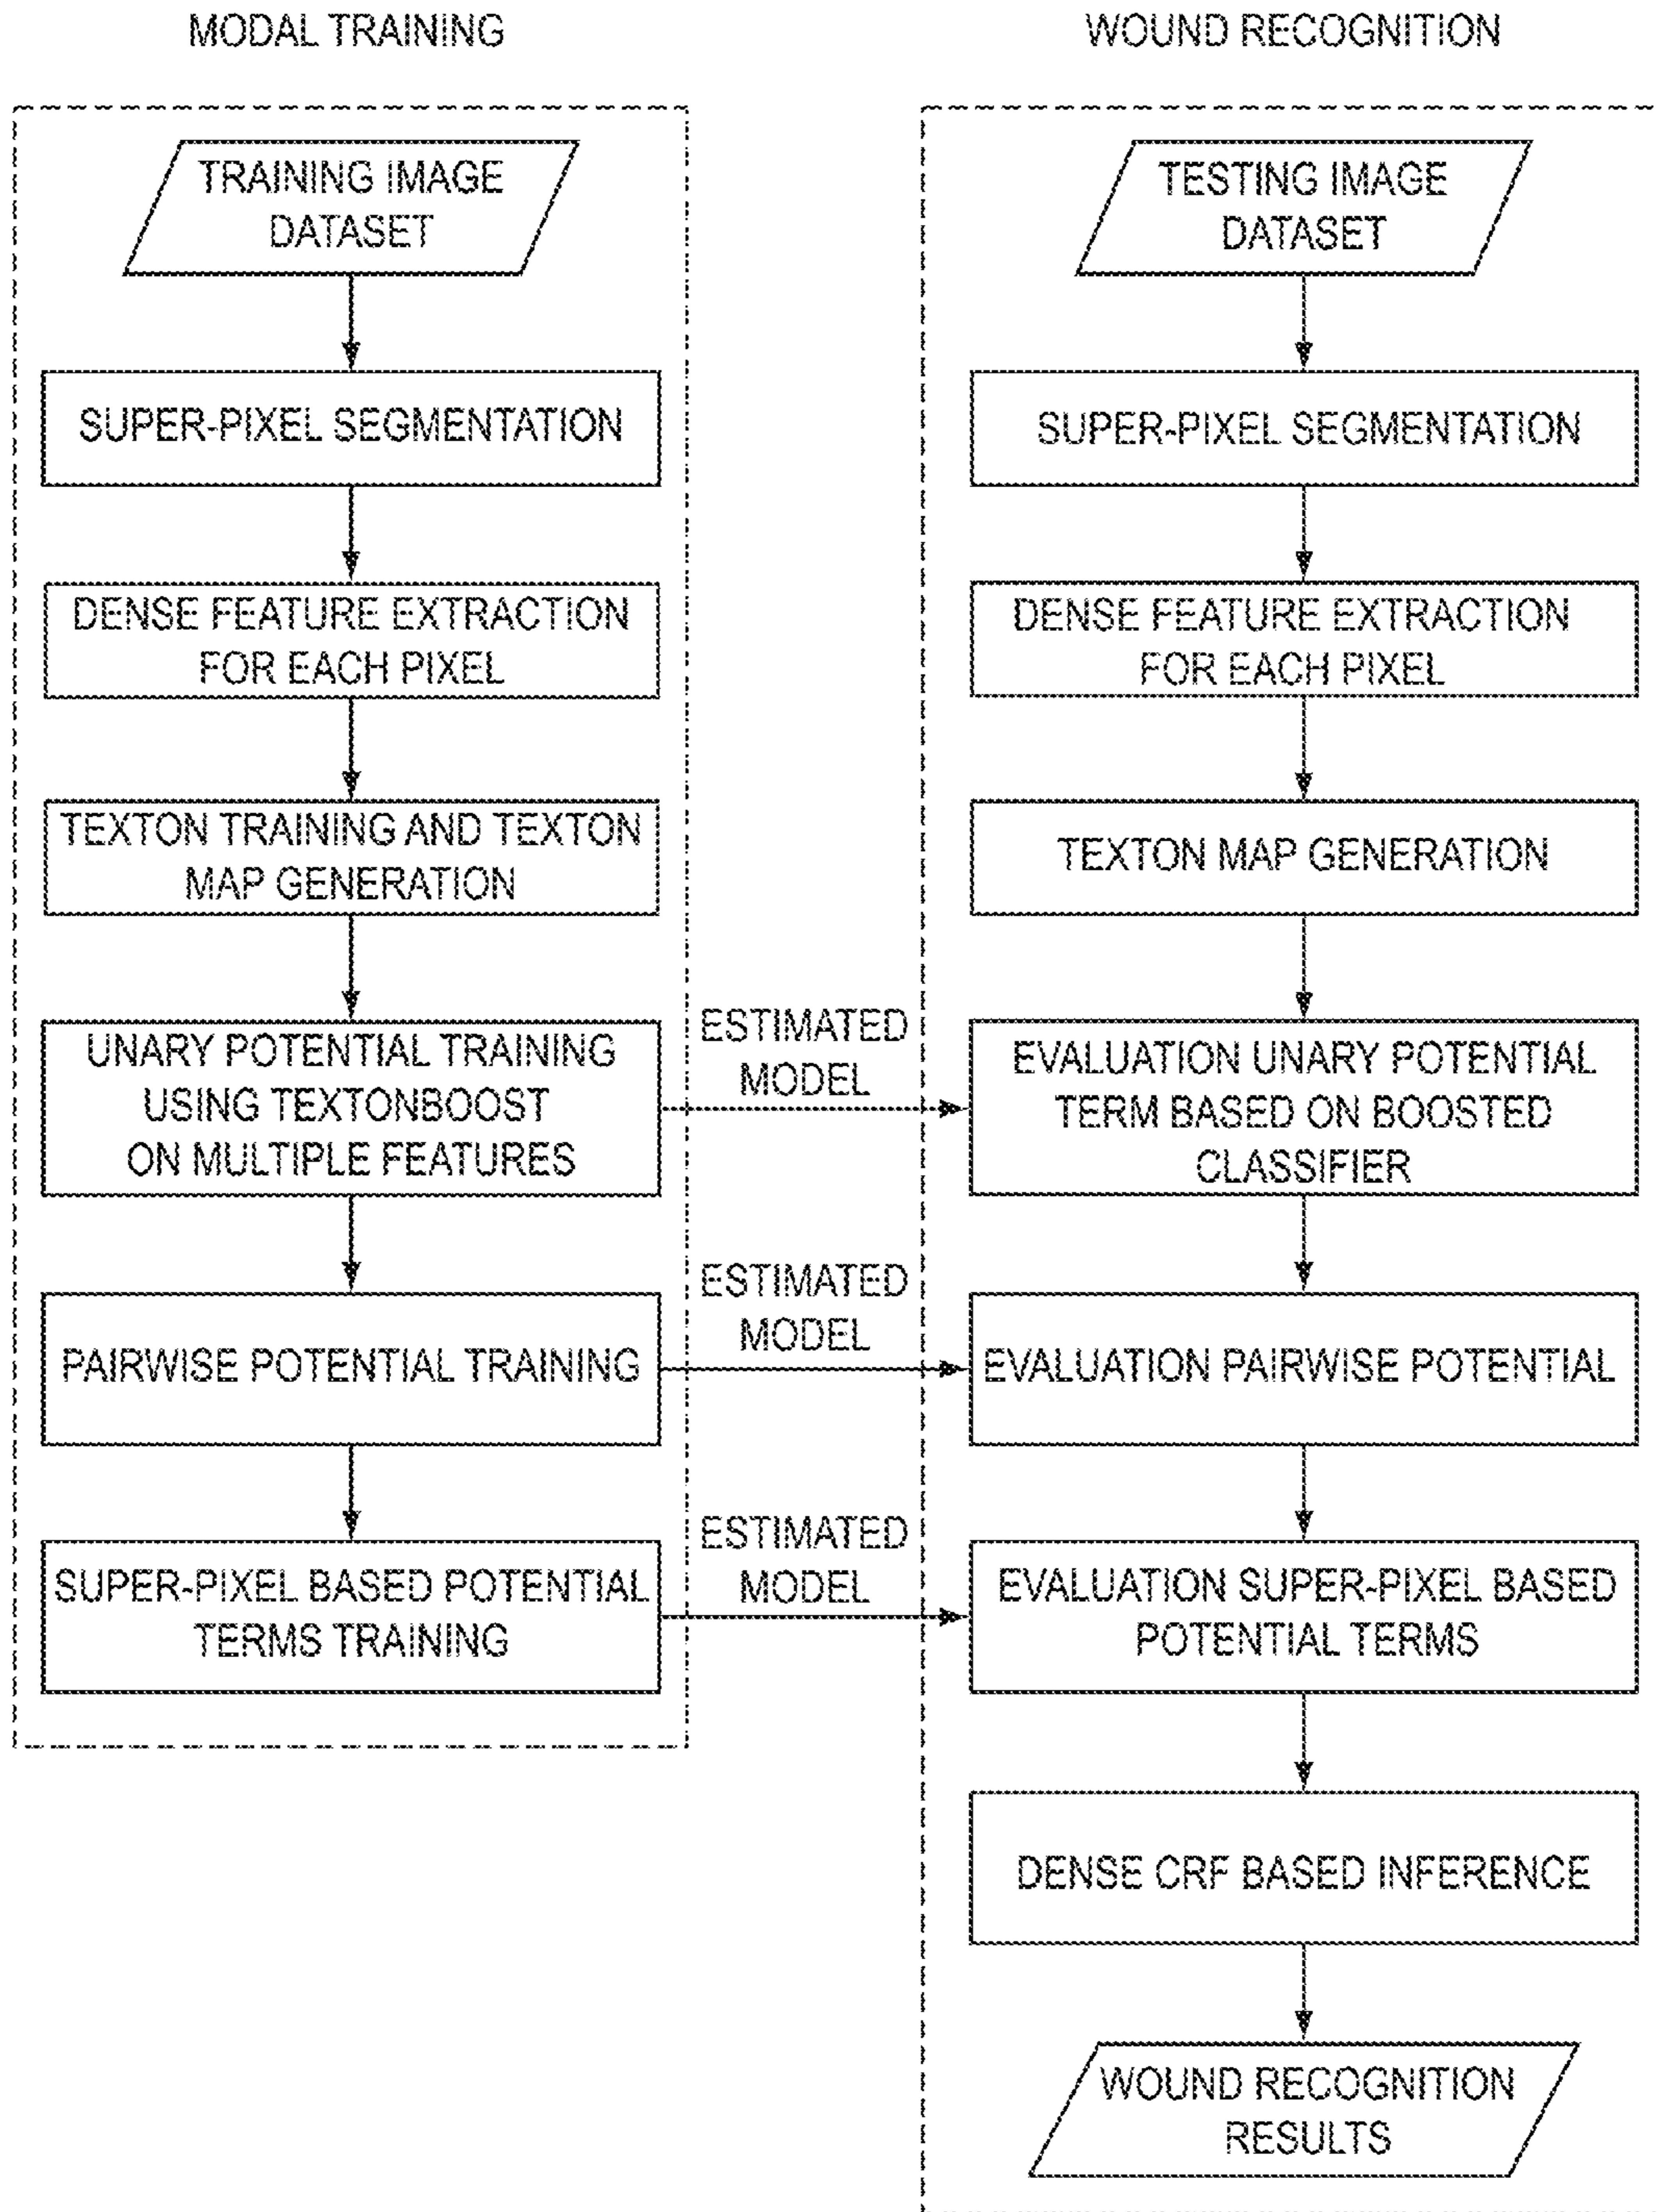 MODAL TRAINING
TRAINING IMAGE
DATASET
SUPER-PIXEL SEGMENTATION
DENSE FEATURE EXTRACTION
FOR EACH PIXEL
TEXTON TRAINING AND TEXTON
MAP GENERATION
UNARY POTENTIAL TRAINING
USING TEXTONBOOST
ON MULTIPLE FEATURES
PAIRWISE POTENTIAL TRAINING
SUPER-PIXEL BASED POTENTIAL
TERMS TRAINING
ESTIMATED
MODEL
ESTIMATED
MODEL
ESTIMATED
MODEL
WOUND RECOGNITION
TESTING IMAGE
DATASET
SUPER-PIXEL SEGMENTATION
DENSE FEATURE EXTRACTION
FOR EACH PIXEL
TEXTON MAP GENERATION
EVALUATION UNARY POTENTIAL
TERM BASED ON BOOSTED
CLASSIFIER
EVALUATION PAIRWISE POTENTIAL
EVALUATION SUPER-PIXEL BASED
POTENTIAL TERMS
DENSE CRF BASED INFERENCE
WOUND RECOGNITION
RESULTS